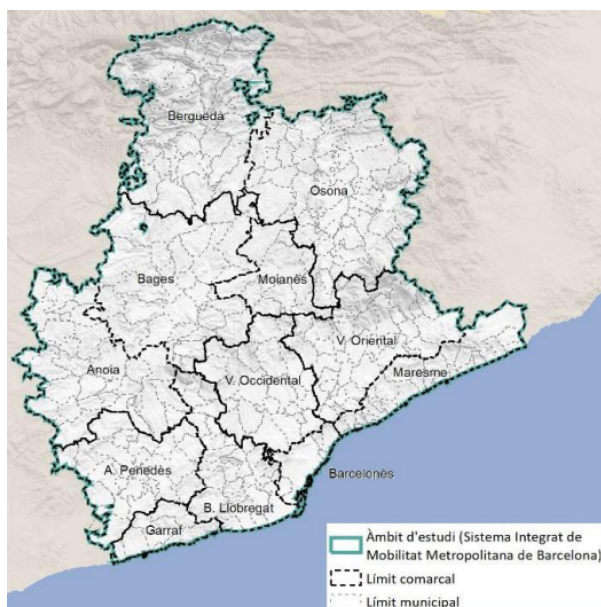 Berguedà
Osona
Bages
Moianès
V. Oriental
Anoia
Maresme
V. Occidental
A. Penedès
Barcelonès
B. Llobregat
Garraf
Àmbit d'estudi (Sistema Integrat de
Mobilitat Metropolitana de Barcelona)
Límit comarcal
Límit municipal